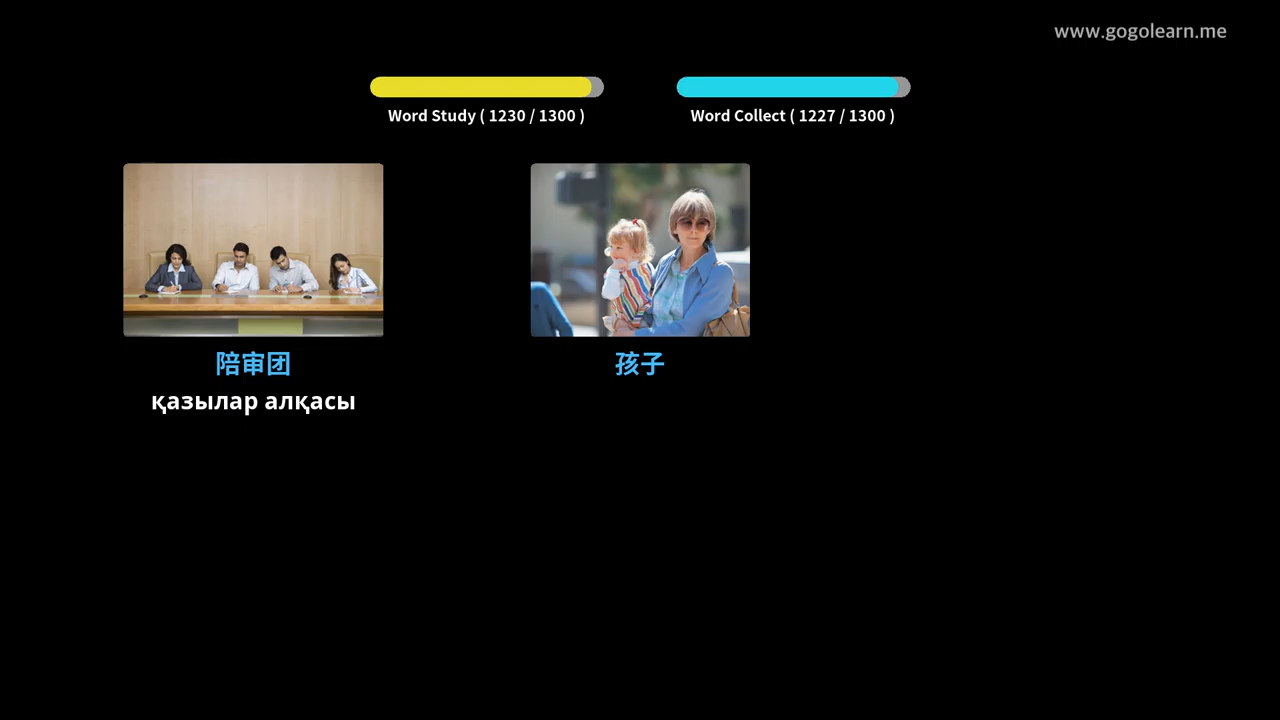 www.gogolearn.me
Word Study ( 1230 / 1300 )
Word Collect ( 1227 / 1300 )
陪审团
қазылар алқасы
孩子